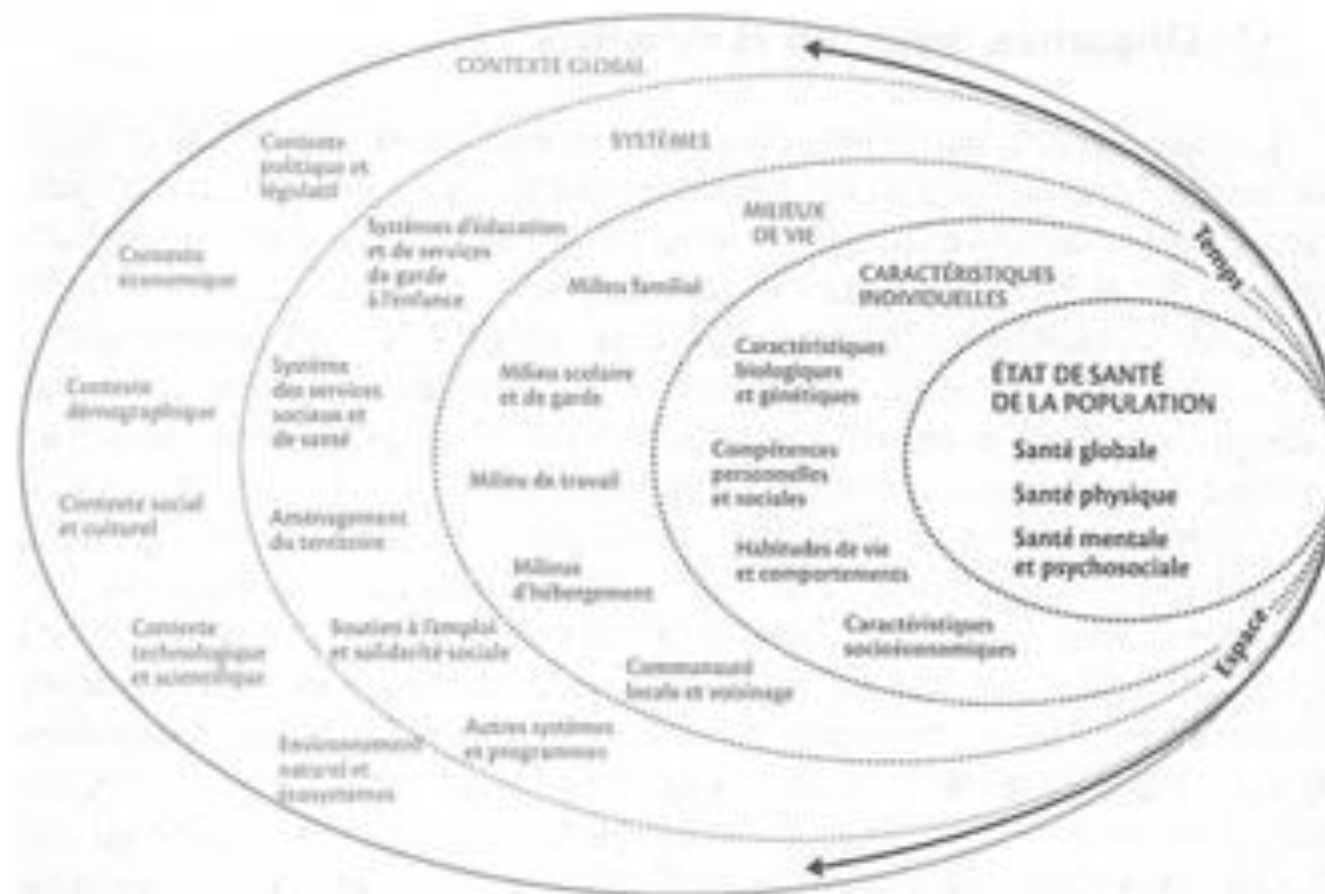 CONTEXTE GLOBAL
Contexte
politique et
législatif
Contexte
économique
Contexte
démographique
Contexte social
et culturel
Contexte
technologique
et scientifique
Environnement
naturel et
écosystèmes
SYSTÈMES
Systèmes d'éducation
et de services
de garde
à l'enfance
Système
des services
sociaux et
de santé
Aménagement
du territoire
Soutien à l'emploi
et solidarité sociale
Autres systèmes
et programmes
MILIEUX
DE VIE
Milieu familial
Milieu scolaire
et de garde
Milieu de travail
Milieux
d'hébergement
Communauté
locale et voisinage
CARACTÉRISTIQUES
INDIVIDUELLES
Caractéristiques
biologiques
et génétiques
Compétences
personnelles
et sociales
Habitudes de vie
et comportements
Caractéristiques
socioéconomiques
ÉTAT DE SANTÉ
DE LA POPULATION
Santé globale
Santé physique
Santé mentale
et psychosociale
Temps
Espace